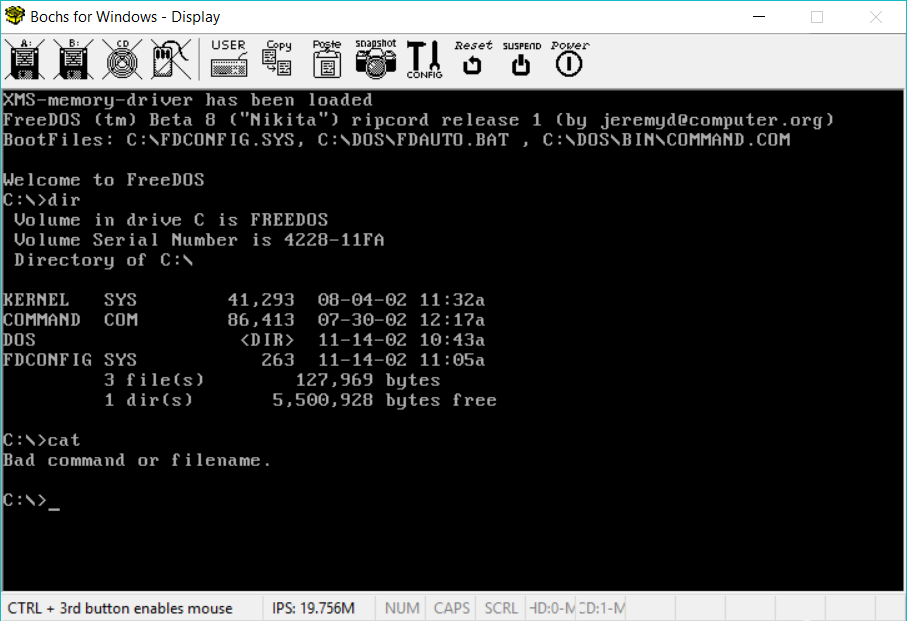 Bochs for Windows - Display
A: B: CD USER Copy Paste snapshot CONFIG Reset SUSPEND Power
XMS-memory-driver has been loaded
FreeDOS (tm) Beta 8 ("Nikita") ripcord release 1 (by jeremyd@computer.org)
BootFiles: C:\FDCONFIG.SYS, C:\DOS\FDAUTO.BAT , C:\DOS\BIN\COMMAND.COM
Welcome to FreeDOS
C:\>dir
Volume in drive C is FREEDOS
Volume Serial Number is 4228-11FA
Directory of C:\
KERNEL SYS 41,293 08-04-02 11:32a
COMMAND COM 86,413 07-30-02 12:17a
DOS <DIR> 11-14-02 10:43a
FDCONFIG SYS 263 11-14-02 11:05a
3 file(s) 127,969 bytes
1 dir(s) 5,500,928 bytes free
C:\>cat
Bad command or filename.
C:\>_
CTRL + 3rd button enables mouse IPS: 19.756M NUM CAPS SCRL HD:0-M CD:1-M